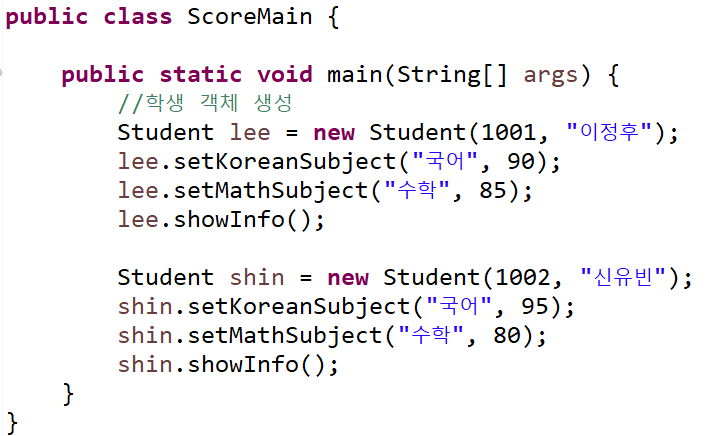 public class ScoreMain {
public static void main(String[] args) {
//학생 객체 생성
Student lee = new Student(1001, "이정후");
lee.setKoreanSubject("국어", 90);
lee.setMathSubject("수학", 85);
lee.showInfo();
Student shin = new Student(1002, "신유빈");
shin.setKoreanSubject("국어", 95);
shin.setMathSubject("수학", 80);
shin.showInfo();
}
}